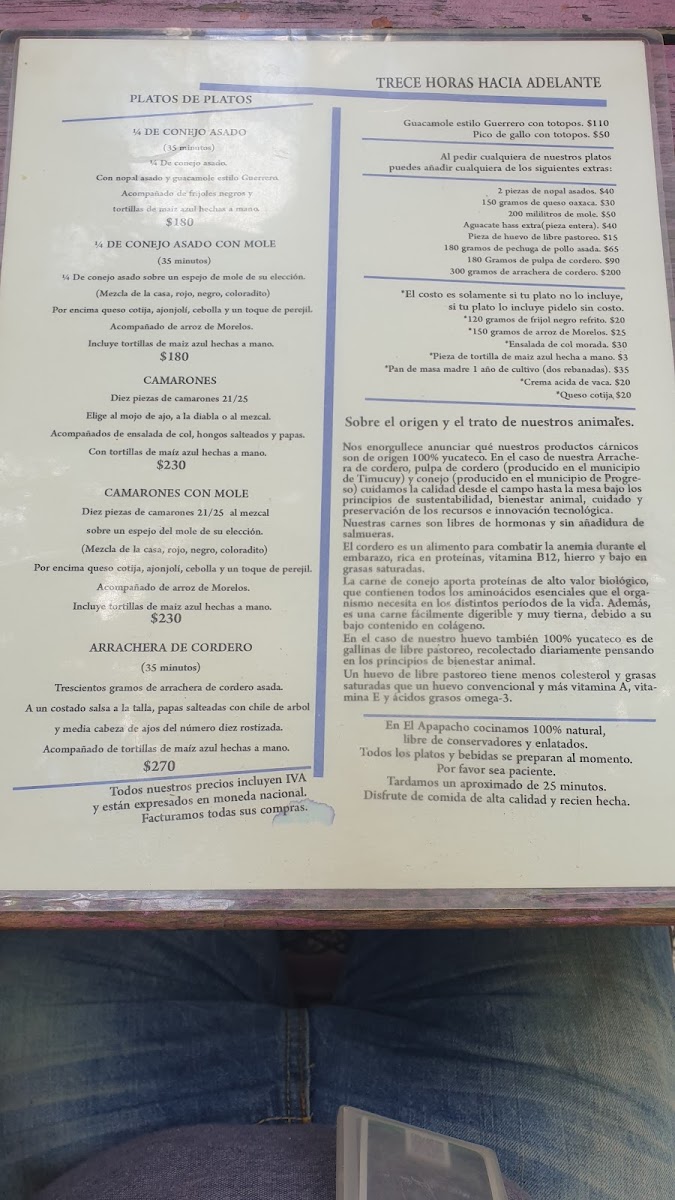 PLATOS DE PLATOS
¼ DE CONEJO ASADO
(35 minutos)
¼ De conejo asado.
Con nopal asado y guacamole estilo Guerrero
Acompañado de frijoles negros y
tortillas de maiz azul hechas a mano.
$180
¼ DE CONEJO ASADO CON MOLE
(35 minutos)
¼ De conejo asado sobre un espejo de mole de su elección.
(Mezcla de la casa, rojo, negro, coloradito)
Por encima queso cotija, ajonjolí, cebolla y un toque de perejil.
Acompañado de arroz de Morelos.
Incluye tortillas de maiz azul hechas a mano.
$180
CAMARONES
Diez piezas de camarones 21/25
Elige al mojo de ajo, a la diabla o al mezcal.
Acompañados de ensalada de col, hongos salteados y papas.
Con tortillas de maíz azul hechas a mano.
$230
CAMARONES CON MOLE
Diez piezas de camarones 21/25 al mezcal
sobre un espejo del mole de su elección.
(Mezcla de la casa, rojo, negro, coloradito)
Por encima queso cotija, ajonjolí, cebolla y un toque de perejil.
Acompañado de arroz de Morelos.
Incluye tortillas de maiz azul hechas a mano.
$230
ARRACHERA DE CORDERO
(35 minutos)
Trescientos gramos de arrachera de cordero asada.
A un costado salsa a la talla, papas salteadas con chile de arbol
y media cabeza de ajos del número diez rostizada.
Acompañado de tortillas de maíz azul hechas a mano.
$270
Todos nuestros precios incluyen IVA
y están expresados en moneda nacional.
Facturamos todas sus compras.
TRECE HORAS HACIA ADELANTE
Guacamole estilo Guerrero con totopos. $110
Pico de gallo con totopos. $50
Al pedir cualquiera de nuestros platos
puedes añadir cualquiera de los siguientes extras:
2 piezas de nopal asados. $40
150 gramos de queso oaxaca. $30
200 mililitros de mole. $50
Aguacate hass extra(pieza entera). $40
Pieza de huevo de libre pastoreo. $15
180 gramos de pechuga de pollo asada. $65
180 Gramos de pulpa de cordero. $90
300 gramos de arrachera de cordero. $200
*El costo es solamente si tu plato no lo incluye,
si tu plato lo incluye pidelo sin costo.
*120 gramos de frijol negro refrito. $20
*150 gramos de arroz de Morelos. $25
*Ensalada de col morada. $30
*Pieza de tortilla de maiz azul hecha a mano. $3
*Pan de masa madre 1 año de cultivo (dos rebanadas). $35
*Crema acida de vaca. $20
*Queso cotija, $20
Sobre el origen y el trato de nuestros animales.
Nos enorgullece anunciar qué nuestros productos cárnicos
son de origen 100% yucateco. En el caso de nuestra Arrache-
ra de cordero, pulpa de cordero (producido en el municipio
de Timucuy) y conejo (producido en el municipio de Progre-
so) cuidamos la calidad desde el campo hasta la mesa bajo los
principios de sustentabilidad, bienestar animal, cuidado y
preservación de los recursos e innovación tecnológica.
Nuestras carnes son libres de hormonas y sin añadidura de
salmueras.
El cordero es un alimento para combatir la anemia durante el
embarazo, rica en proteínas, vitamina B12, hierro y bajo en
grasas saturadas.
La carne de conejo aporta proteínas de alto valor biológico,
que contienen todos los aminoácidos esenciales que el orga-
nismo necesita en los distintos períodos de la vida. Además,
es una carne fácilmente digerible y muy tierna, debido a su
bajo contenido en colágeno.
En el caso de nuestro huevo también 100% yucateco es de
gallinas de libre pastoreo, recolectado diariamente pensando
en los principios de bienestar animal.
Un huevo de libre pastoreo tiene menos colesterol y grasas
saturadas que un huevo convencional y más vitamina A, vita-
mina E y ácidos grasos omega-3.
En El Apapacho cocinamos 100% natural,
libre de conservadores y enlatados.
Todos los platos y bebidas se preparan al momento.
Por favor sea paciente.
Tardamos un aproximado de 25 minutos.
Disfrute de comida de alta calidad y recien hecha.